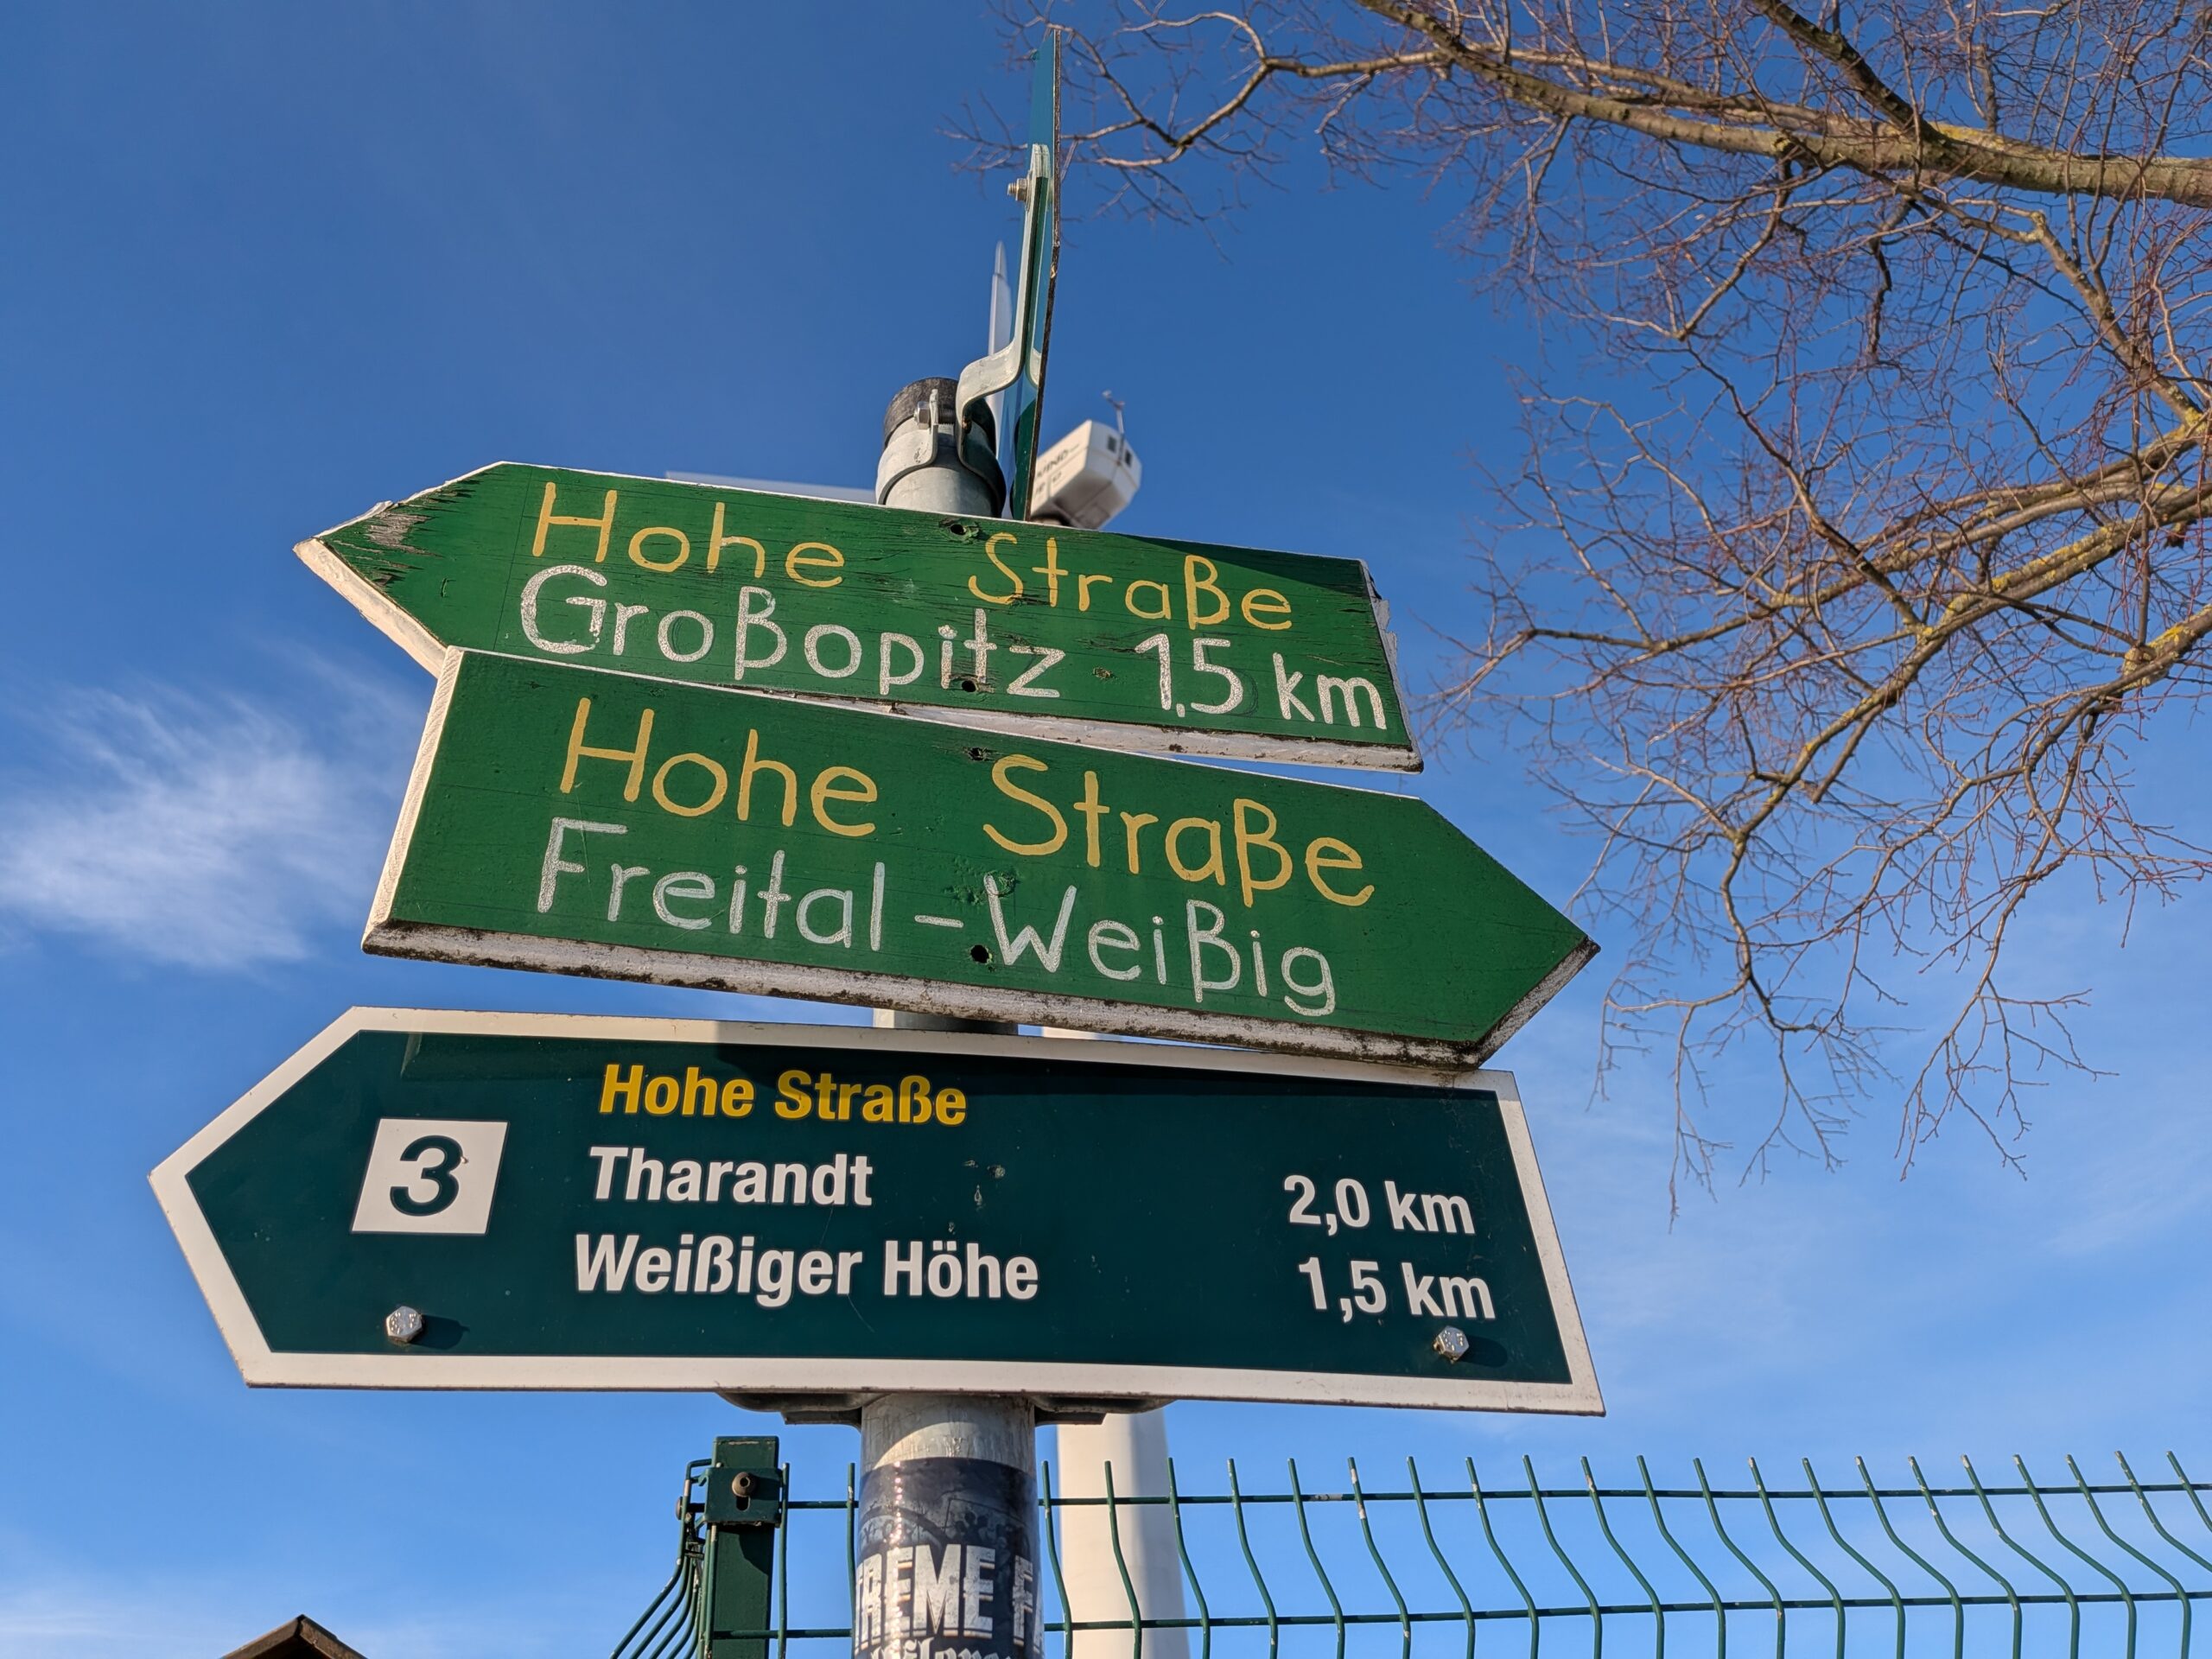 Hohe Straße
Großopitz 1,5 km
Hohe Straße
Freital-Weißig
3
Hohe Straße
Tharandt 2,0 km
Weißiger Höhe 1,5 km